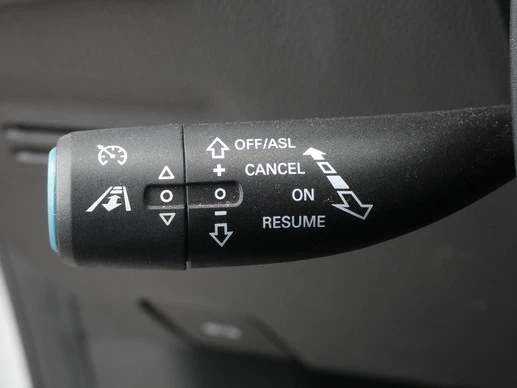 OFF/ASL
+ CANCEL
ON
−
RESUME